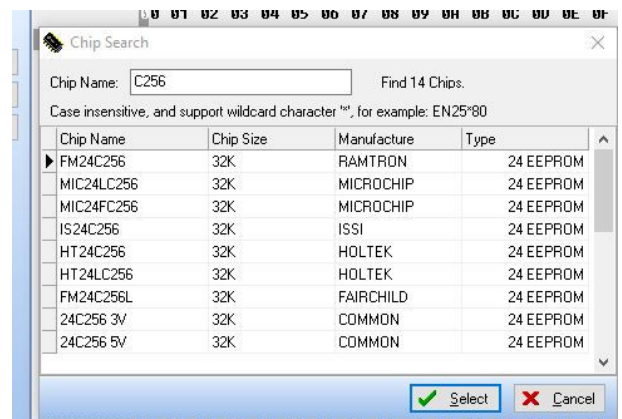 00 01 02 03 04 05 06 07 08 09 0A 0B 0C 0D 0E 0F
Chip Search
Chip Name: C256 Find 14 Chips.
Case insensitive, and support wildcard character '*', for example: EN25*80
Chip Name Chip Size Manufacture Type
FM24C256 32K RAMTRON 24 EEPROM
MIC24LC256 32K MICROCHIP 24 EEPROM
MIC24FC256 32K MICROCHIP 24 EEPROM
IS24C256 32K ISSI 24 EEPROM
HT24C256 32K HOLTEK 24 EEPROM
HT24LC256 32K HOLTEK 24 EEPROM
FM24C256L 32K FAIRCHILD 24 EEPROM
24C256 3V 32K COMMON 24 EEPROM
24C256 5V 32K COMMON 24 EEPROM
Select Cancel